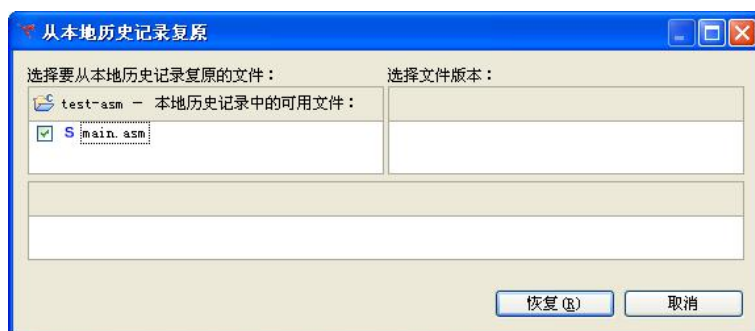 从本地历史记录复原
选择要从本地历史记录复原的文件：
选择文件版本：
test-asm - 本地历史记录中的可用文件：
S main.asm
恢复(R)
取消